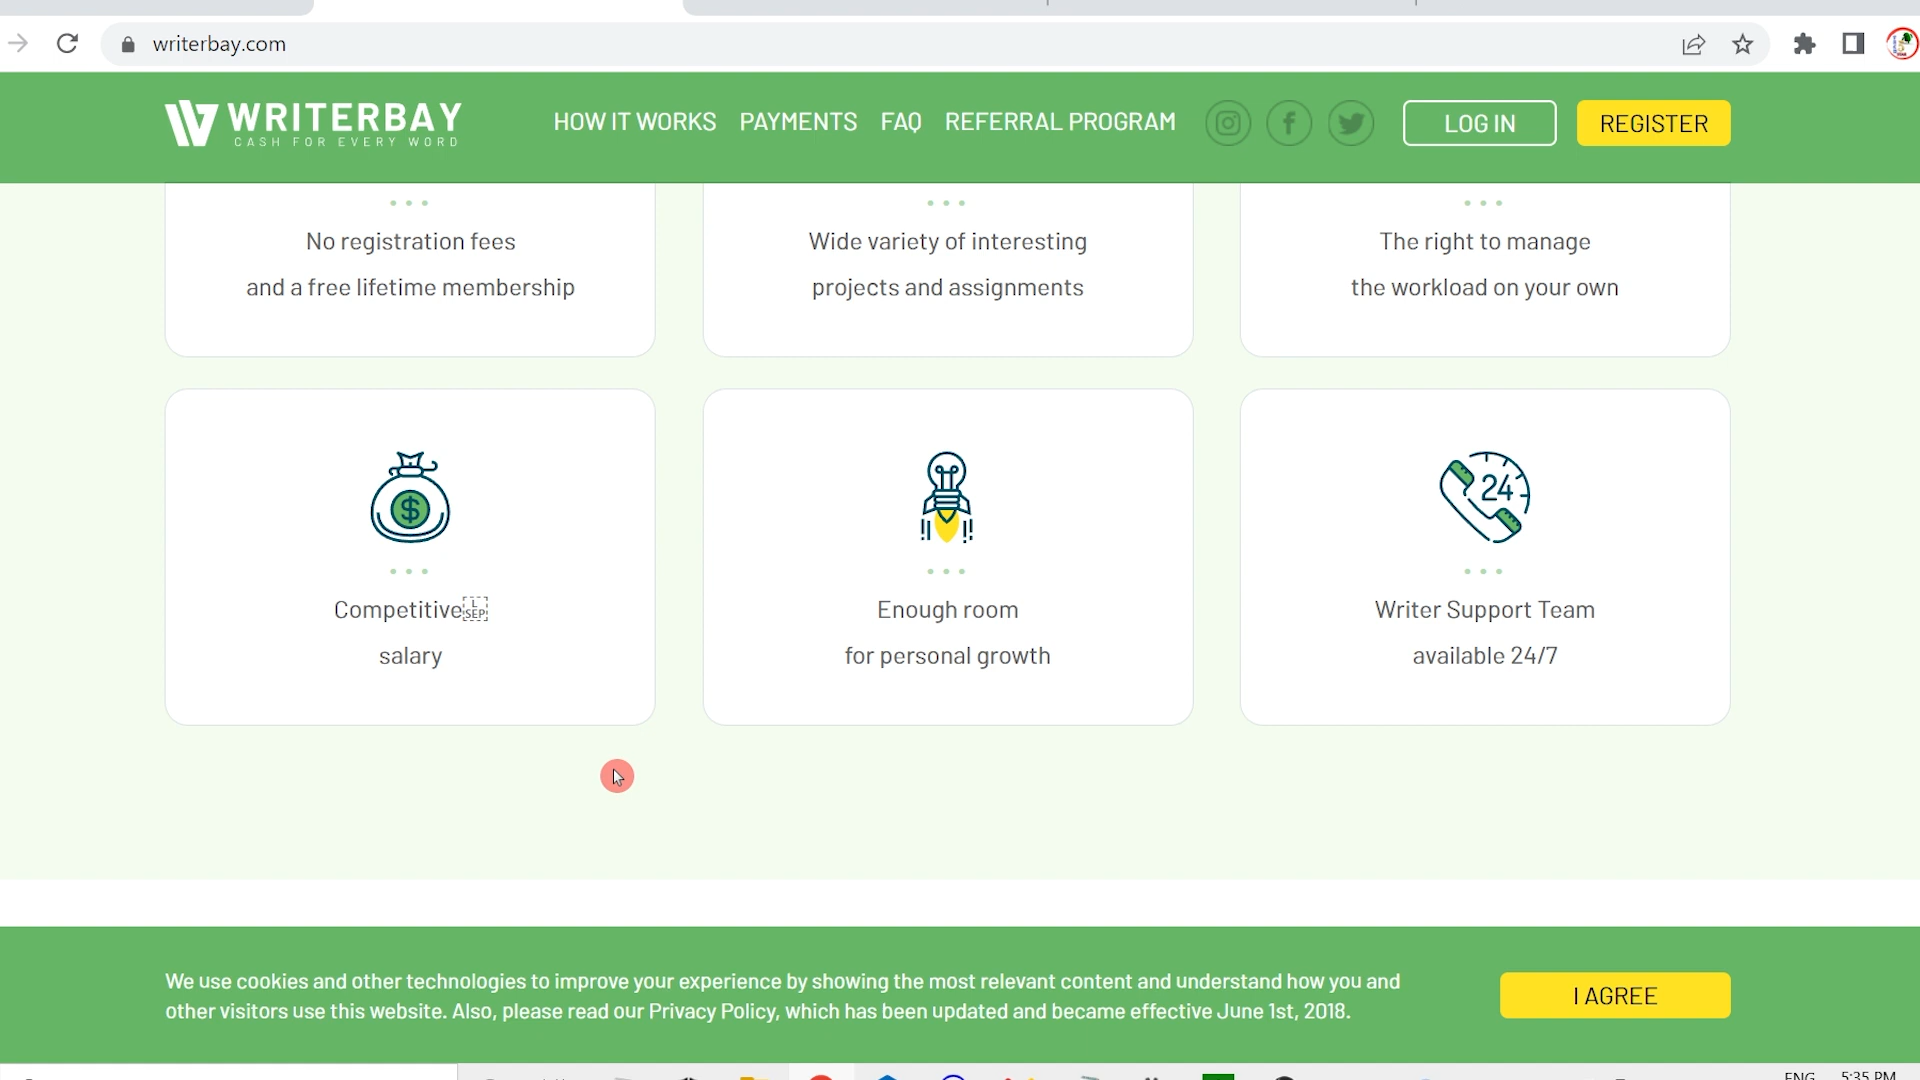 writerbay.com
WRITERBAY
CASH FOR EVERY WORD
HOW IT WORKS
PAYMENTS
FAQ
REFERRAL PROGRAM
LOG IN
REGISTER
No registration fees
and a free lifetime membership
Wide variety of interesting
projects and assignments
The right to manage
the workload on your own
$
24
Competitive
salary
Enough room
for personal growth
Writer Support Team
available 24/7
We use cookies and other technologies to improve your experience by showing the most relevant content and understand how you and
other visitors use this website. Also, please read our Privacy Policy, which has been updated and became effective June 1st, 2018.
I AGREE
ENG
5:35 PM